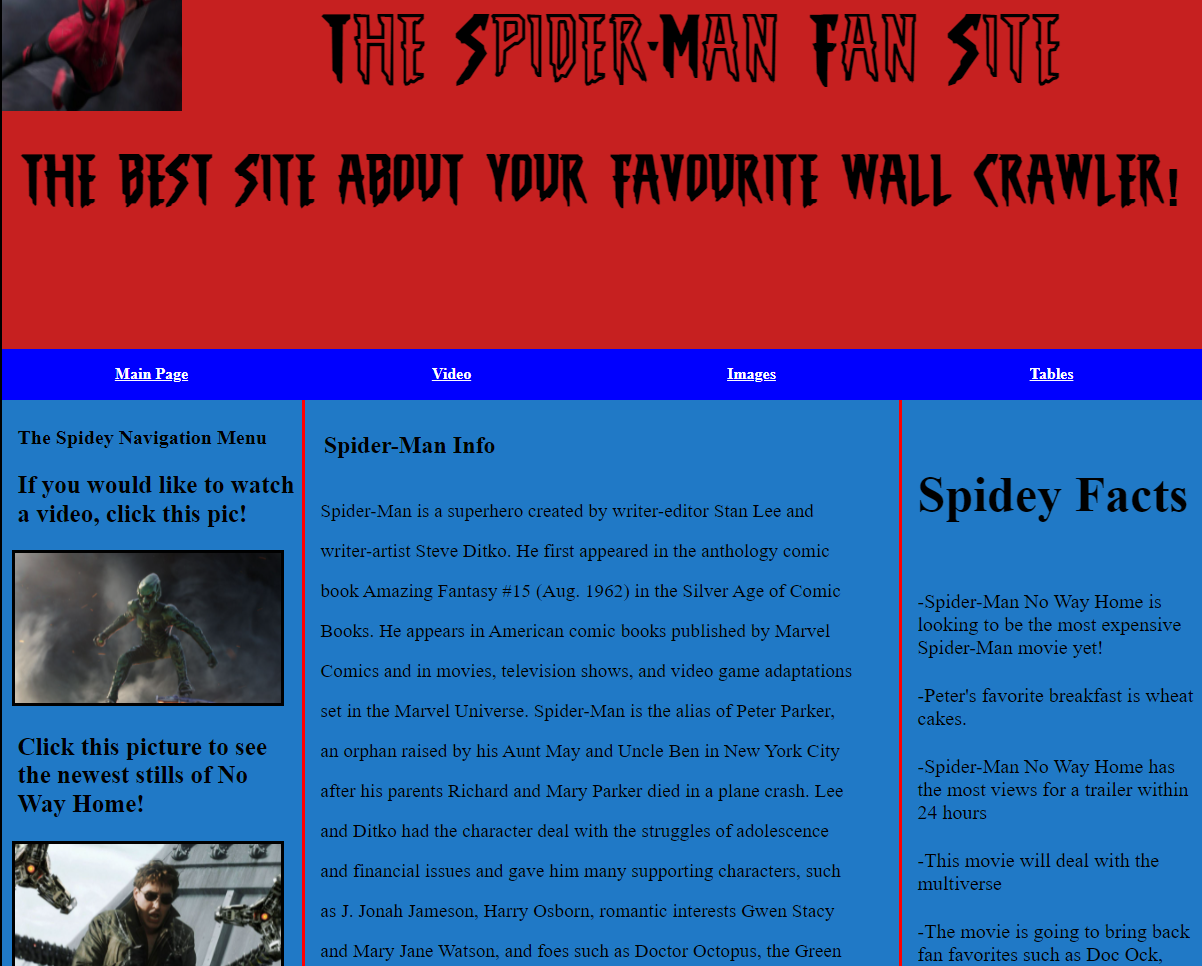 The Spider-Man Fan Site
The best site about your favourite wall crawler!
Main Page
Video
Images
Tables
The Spidey Navigation Menu
If you would like to watch
a video, click this pic!
Click this picture to see
the newest stills of No
Way Home!
Spider-Man Info
Spider-Man is a superhero created by writer-editor Stan Lee and
writer-artist Steve Ditko. He first appeared in the anthology comic
book Amazing Fantasy #15 (Aug. 1962) in the Silver Age of Comic
Books. He appears in American comic books published by Marvel
Comics and in movies, television shows, and video game adaptations
set in the Marvel Universe. Spider-Man is the alias of Peter Parker,
an orphan raised by his Aunt May and Uncle Ben in New York City
after his parents Richard and Mary Parker died in a plane crash. Lee
and Ditko had the character deal with the struggles of adolescence
and financial issues and gave him many supporting characters, such
as J. Jonah Jameson, Harry Osborn, romantic interests Gwen Stacy
and Mary Jane Watson, and foes such as Doctor Octopus, the Green
Spidey Facts
-Spider-Man No Way Home is
looking to be the most expensive
Spider-Man movie yet!
-Peter's favorite breakfast is wheat
cakes.
-Spider-Man No Way Home has
the most views for a trailer within
24 hours
-This movie will deal with the
multiverse
-The movie is going to bring back
fan favorites such as Doc Ock,